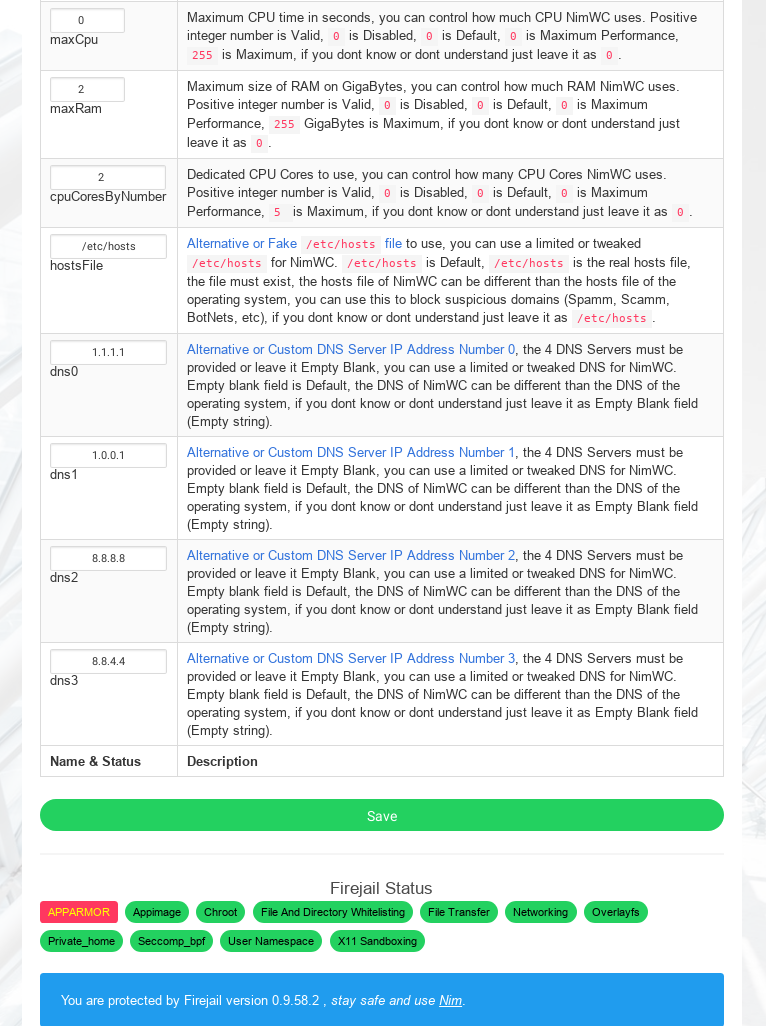 0
maxCpu
Maximum CPU time in seconds, you can control how much CPU NimWC uses. Positive
integer number is Valid, 0 is Disabled, 0 is Default, 0 is Maximum Performance,
255 is Maximum, if you dont know or dont understand just leave it as 0 .
2
maxRam
Maximum size of RAM on GigaBytes, you can control how much RAM NimWC uses.
Positive integer number is Valid, 0 is Disabled, 0 is Default, 0 is Maximum
Performance, 255 GigaBytes is Maximum, if you dont know or dont understand just
leave it as 0 .
2
cpuCoresByNumber
Dedicated CPU Cores to use, you can control how many CPU Cores NimWC uses.
Positive integer number is Valid, 0 is Disabled, 0 is Default, 0 is Maximum
Performance, 5 is Maximum, if you dont know or dont understand just leave it as 0 .
/etc/hosts
hostsFile
Alternative or Fake /etc/hosts file to use, you can use a limited or tweaked
/etc/hosts for NimWC. /etc/hosts is Default, /etc/hosts is the real hosts file,
the file must exist, the hosts file of NimWC can be different than the hosts file of the
operating system, you can use this to block suspicious domains (Spamm, Scamm,
BotNets, etc), if you dont know or dont understand just leave it as /etc/hosts .
1.1.1.1
dns0
Alternative or Custom DNS Server IP Address Number 0, the 4 DNS Servers must be
provided or leave it Empty Blank, you can use a limited or tweaked DNS for NimWC.
Empty blank field is Default, the DNS of NimWC can be different than the DNS of the
operating system, if you dont know or dont understand just leave it as Empty Blank field
(Empty string).
1.0.0.1
dns1
Alternative or Custom DNS Server IP Address Number 1, the 4 DNS Servers must be
provided or leave it Empty Blank, you can use a limited or tweaked DNS for NimWC.
Empty blank field is Default, the DNS of NimWC can be different than the DNS of the
operating system, if you dont know or dont understand just leave it as Empty Blank field
(Empty string).
8.8.8.8
dns2
Alternative or Custom DNS Server IP Address Number 2, the 4 DNS Servers must be
provided or leave it Empty Blank, you can use a limited or tweaked DNS for NimWC.
Empty blank field is Default, the DNS of NimWC can be different than the DNS of the
operating system, if you dont know or dont understand just leave it as Empty Blank field
(Empty string).
8.8.4.4
dns3
Alternative or Custom DNS Server IP Address Number 3, the 4 DNS Servers must be
provided or leave it Empty Blank, you can use a limited or tweaked DNS for NimWC.
Empty blank field is Default, the DNS of NimWC can be different than the DNS of the
operating system, if you dont know or dont understand just leave it as Empty Blank field
(Empty string).
Name & Status Description
Save
Firejail Status
APPARMOR Appimage Chroot File And Directory Whitelisting File Transfer Networking Overlayfs
Private_home Seccomp_bpf User Namespace X11 Sandboxing
You are protected by Firejail version 0.9.58.2 , stay safe and use Nim.